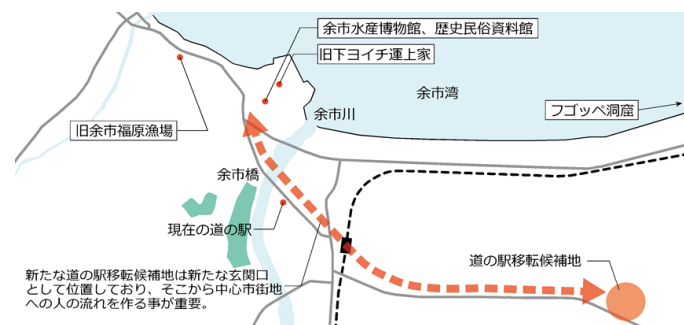 余市水産博物館、歴史民俗資料館
旧下ヨイチ運上家
余市湾
余市川
フゴッペ洞窟
旧余市福原漁場
余市橋
現在の道の駅
道の駅移転候補地
新たな道の駅移転候補地は新たな玄関口
として位置しており、そこから中心市街地
への人の流れを作る事が重要。